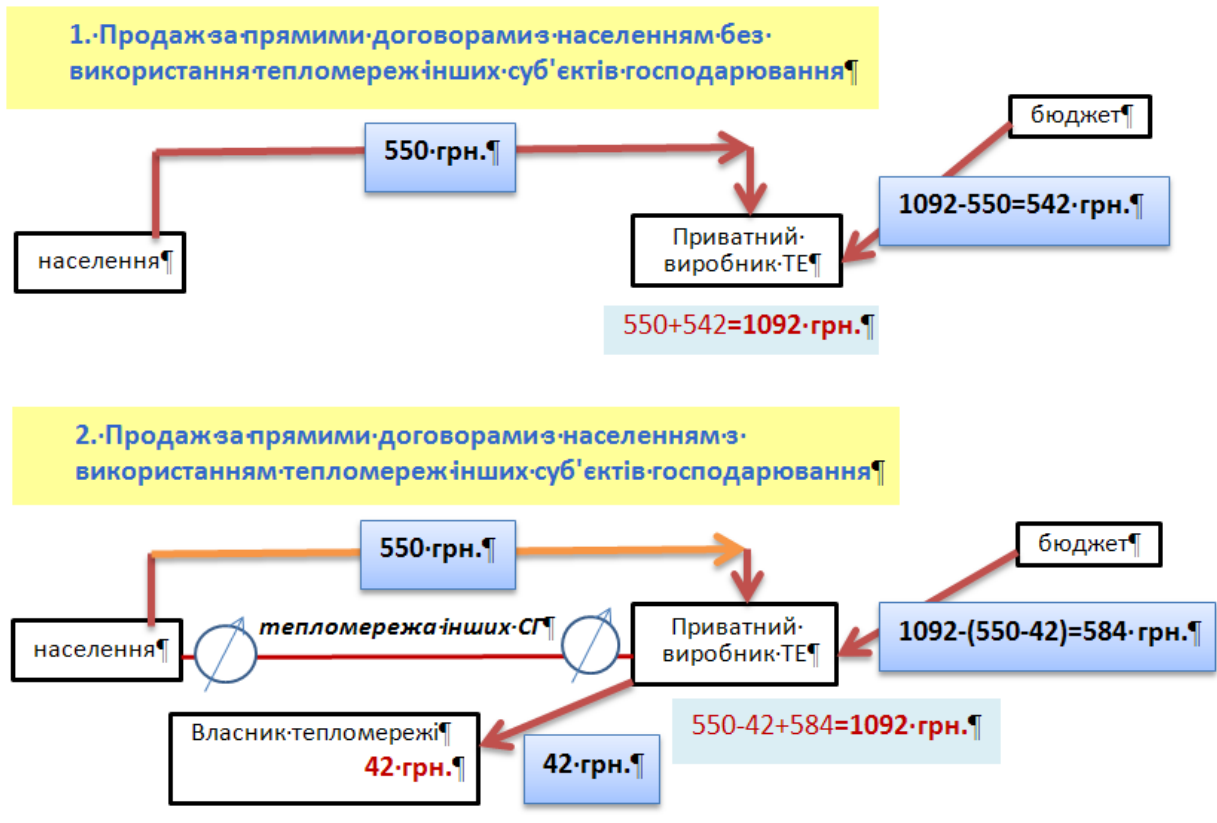 1.·Продаж·за·прямими·договорами·з·населенням·без·
використання·тепломереж·інших·суб'єктів·господарювання¶
бюджет¶
550·грн.¶
1092-550=542·грн.¶
населення¶
Приватний·
виробник·ТЕ¶
550+542=1092·грн.¶
2.·Продаж·за·прямими·договорами·з·населенням·з·
використанням·тепломереж·інших·суб'єктів·господарювання¶
550·грн.¶
бюджет¶
населення¶
тепломережа·інших·СГ¶
Приватний·
виробник·ТЕ¶
1092-(550-42)=584·грн.¶
Власник·тепломережі¶
42·грн.¶
42·грн.¶
550-42+584=1092·грн.¶